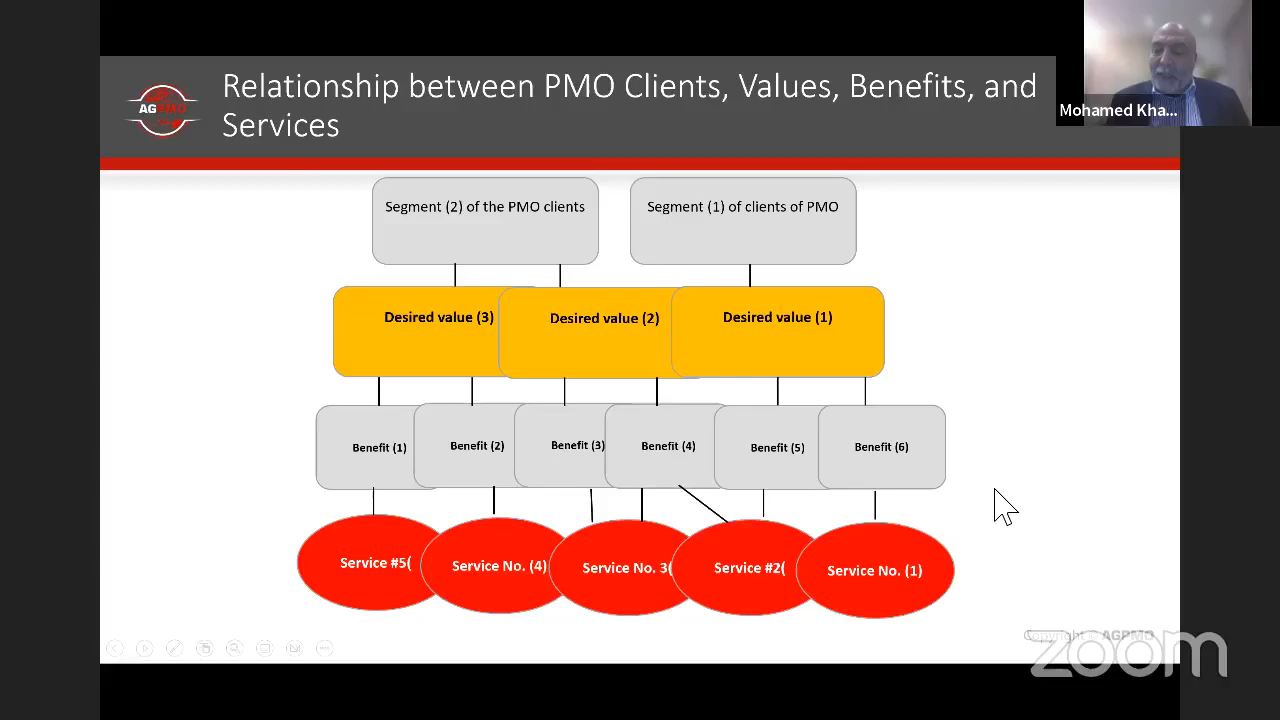 Relationship between PMO Clients, Values, Benefits, and
Services
AGPMO
Mohamed Kha...
Segment (2) of the PMO clients
Segment (1) of clients of PMO
Desired value (3)
Desired value (2)
Desired value (1)
Benefit (1)
Benefit (2)
Benefit (3)
Benefit (4)
Benefit (5)
Benefit (6)
Service #5(
Service No. (4)
Service No. 3(
Service #2(
Service No. (1)
Copyright © AGPMO
zoom